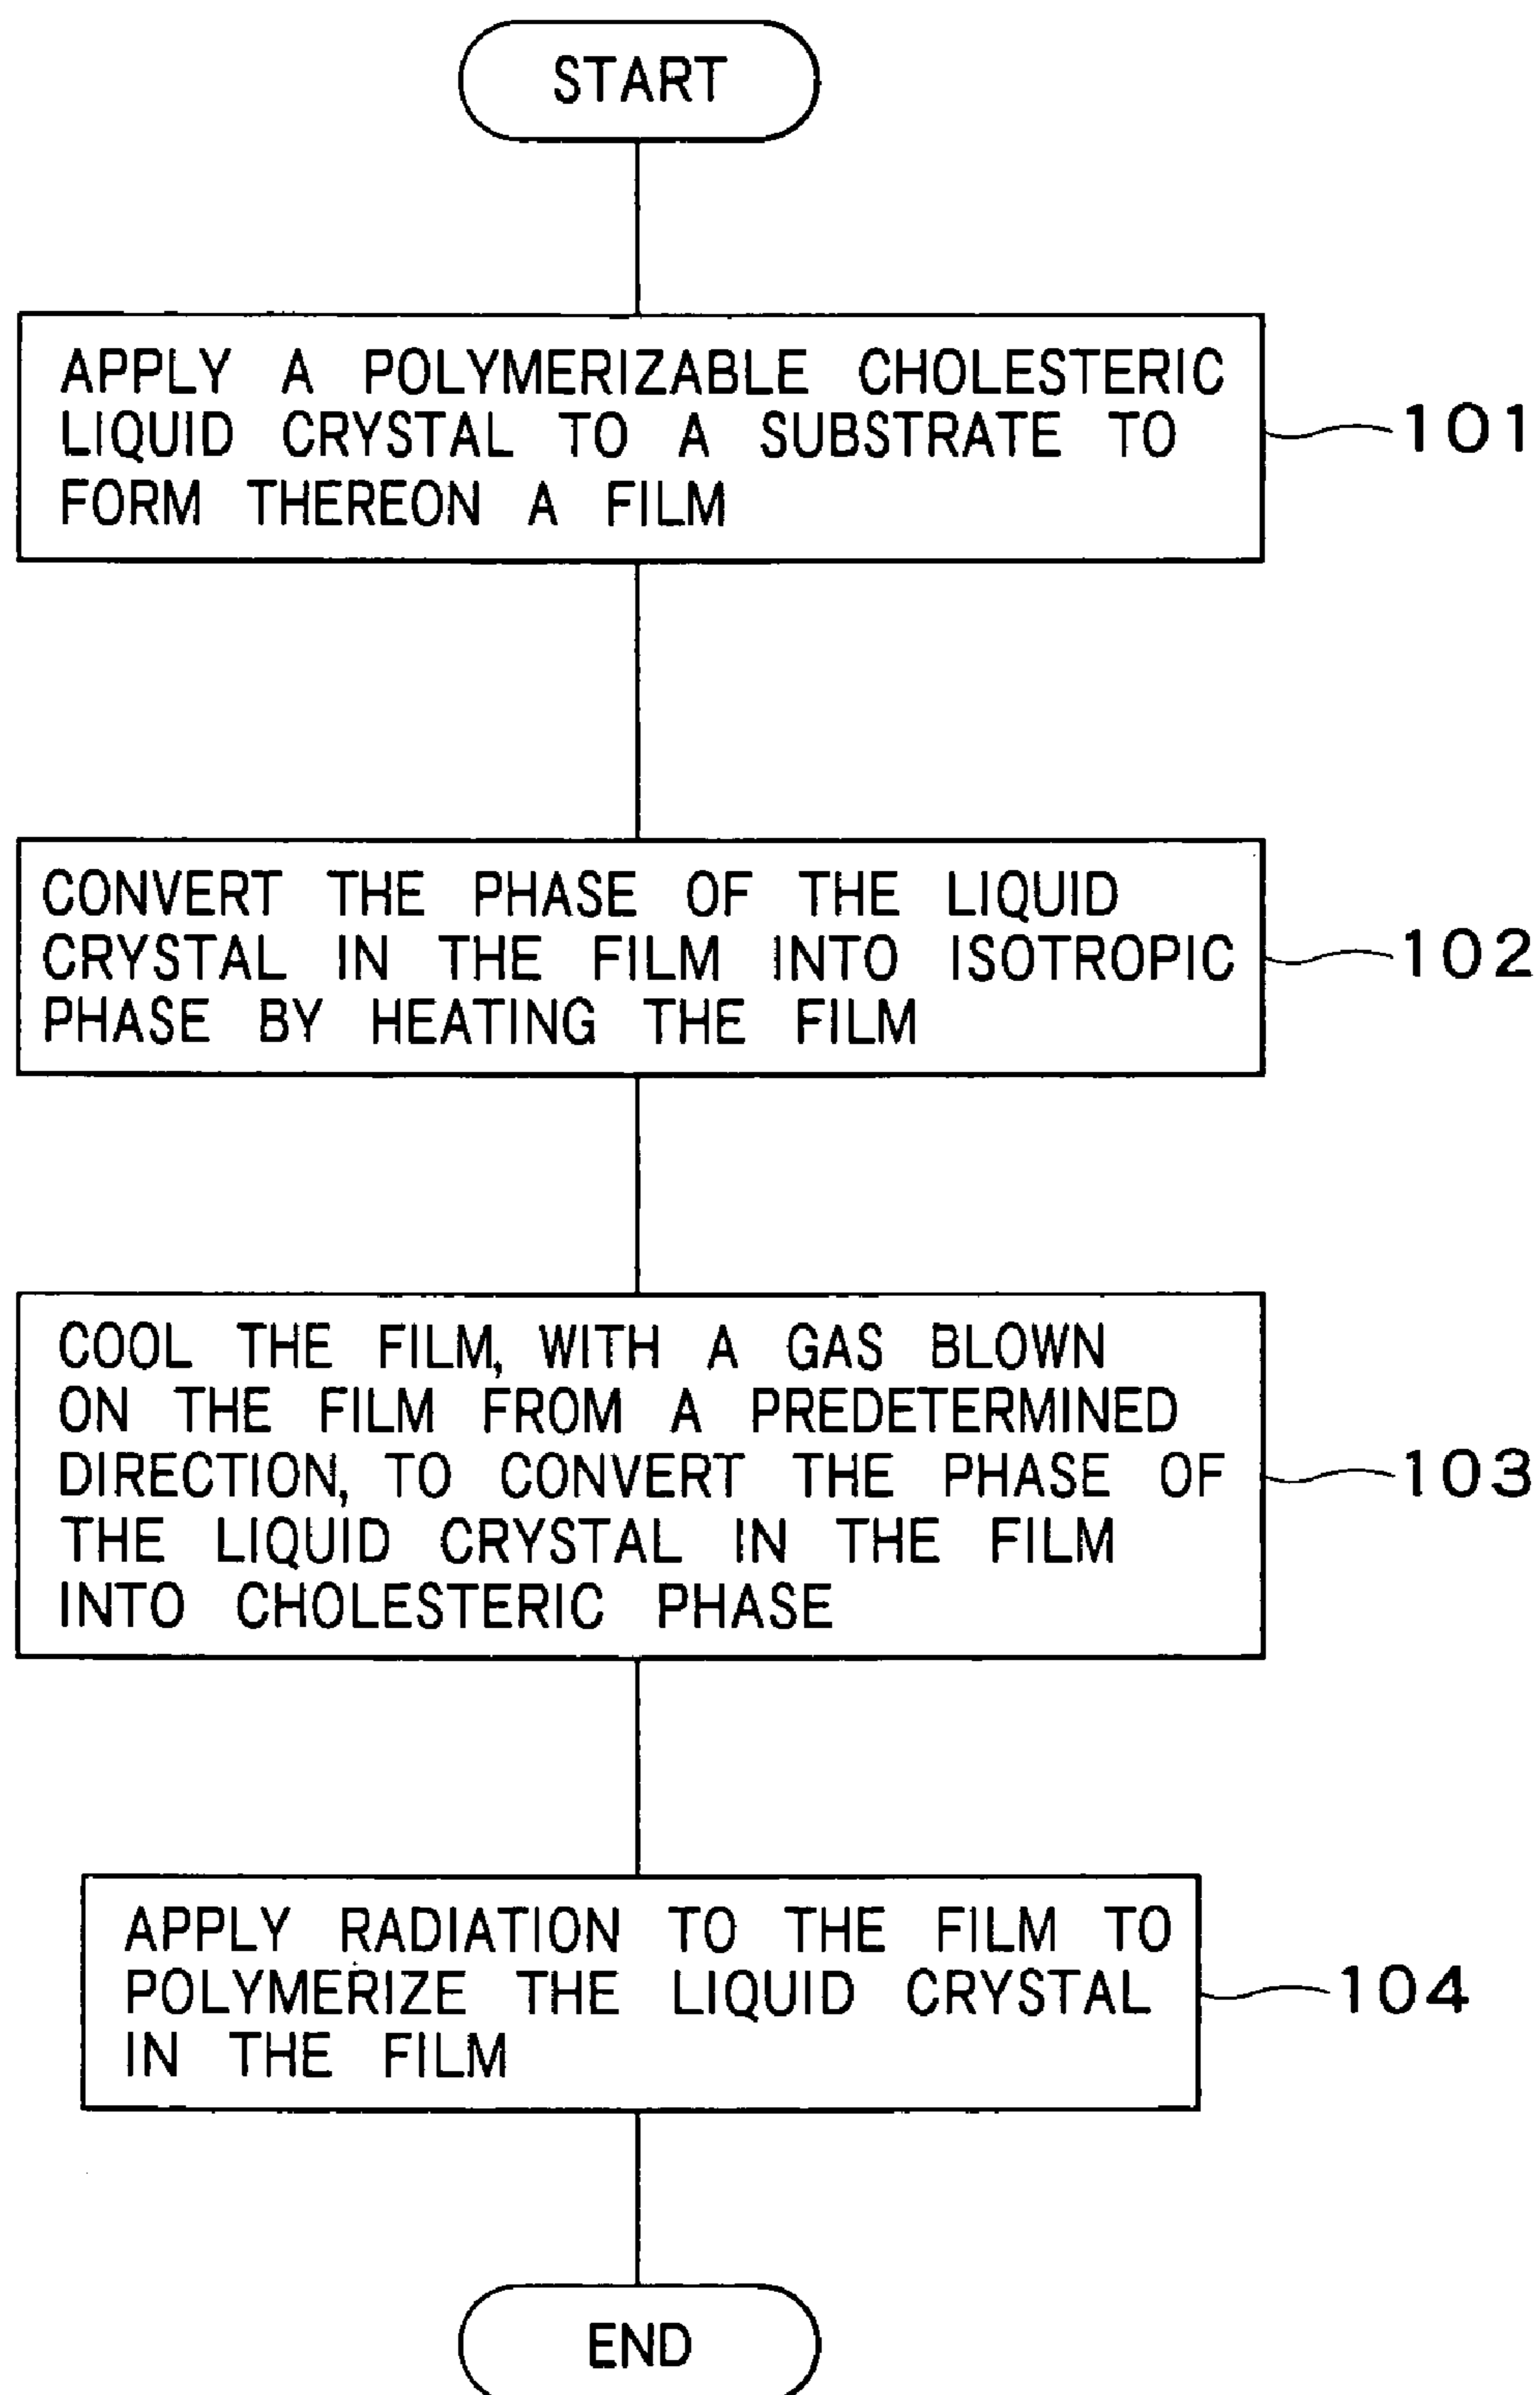 START
APPLY A POLYMERIZABLE CHOLESTERIC
LIQUID CRYSTAL TO A SUBSTRATE TO
FORM THEREON A FILM
101
CONVERT THE PHASE OF THE LIQUID
CRYSTAL IN THE FILM INTO ISOTROPIC
PHASE BY HEATING THE FILM
102
COOL THE FILM, WITH A GAS BLOWN
ON THE FILM FROM A PREDETERMINED
DIRECTION, TO CONVERT THE PHASE OF
THE LIQUID CRYSTAL IN THE FILM
INTO CHOLESTERIC PHASE
103
APPLY RADIATION TO THE FILM TO
POLYMERIZE THE LIQUID CRYSTAL
IN THE FILM
104
END